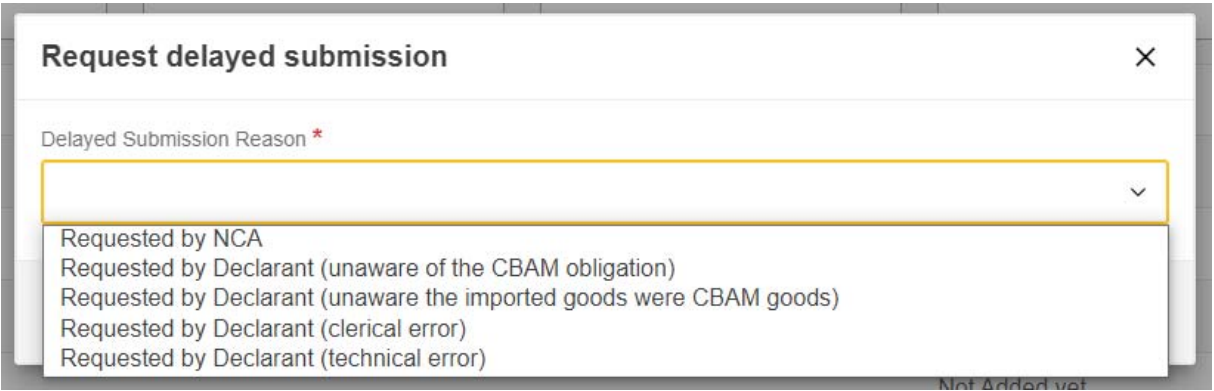 Request delayed submission
Delayed Submission Reason *
Requested by NCA
Requested by Declarant (unaware of the CBAM obligation)
Requested by Declarant (unaware the imported goods were CBAM goods)
Requested by Declarant (clerical error)
Requested by Declarant (technical error)
Not Added yet